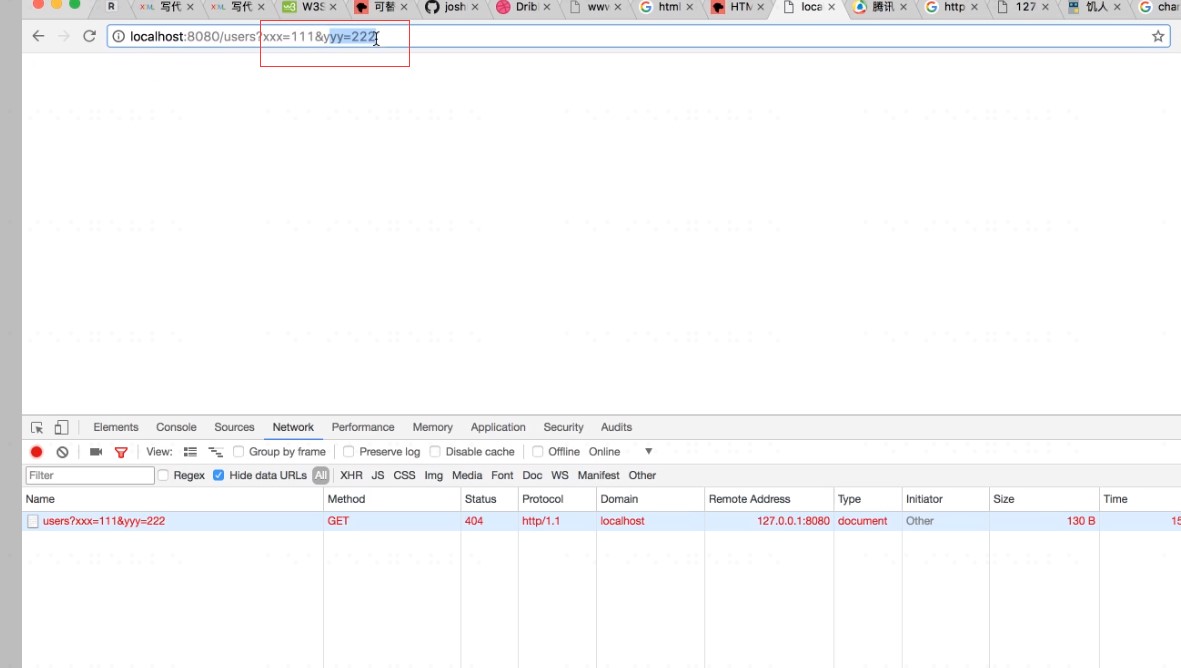 R 写代 写代 W3S 可替 josh Drib www html HTM loca 腾讯 http 127 饥人 char
localhost:8080/users?xxx=111&yyy=222
Elements Console Sources Network Performance Memory Application Security Audits
View: Group by frame Preserve log Disable cache Offline Online
Filter Regex Hide data URLs All XHR JS CSS Img Media Font Doc WS Manifest Other
Name Method Status Protocol Domain Remote Address Type Initiator Size Time
users?xxx=111&yyy=222 GET 404 http/1.1 localhost 127.0.0.1:8080 document Other 130 B 15